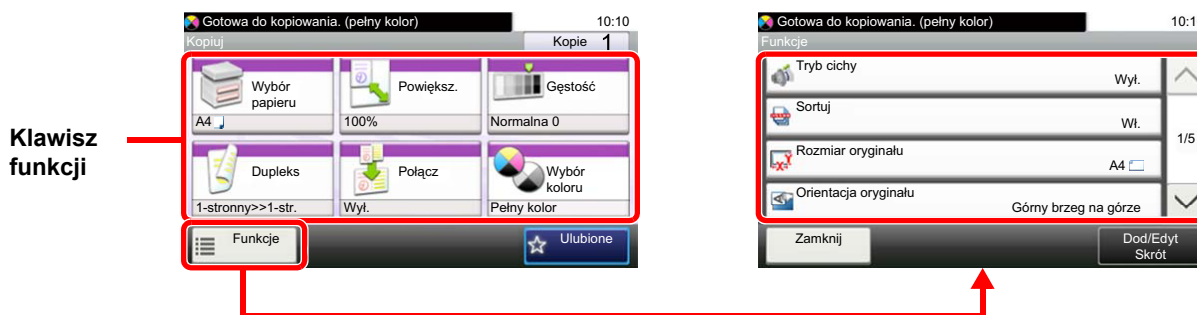 Gotowa do kopiowania. (pełny kolor) 10:10
Kopiuj Kopie 1
Wybór
papieru
A4
Powiększ.
100%
Gęstość
Normalna 0
Dupleks
1-stronny>>1-str.
Połącz
Wył.
Wybór
koloru
Pełny kolor
Funkcje
Ulubione
Klawisz
funkcji
Gotowa do kopiowania. (pełny kolor) 10:1
Funkcje
Tryb cichy
Wył.
Sortuj
Wł.
Rozmiar oryginału
A4
Orientacja oryginału
Górny brzeg na górze
1/5
Zamknij
Dod/Edyt
Skrót